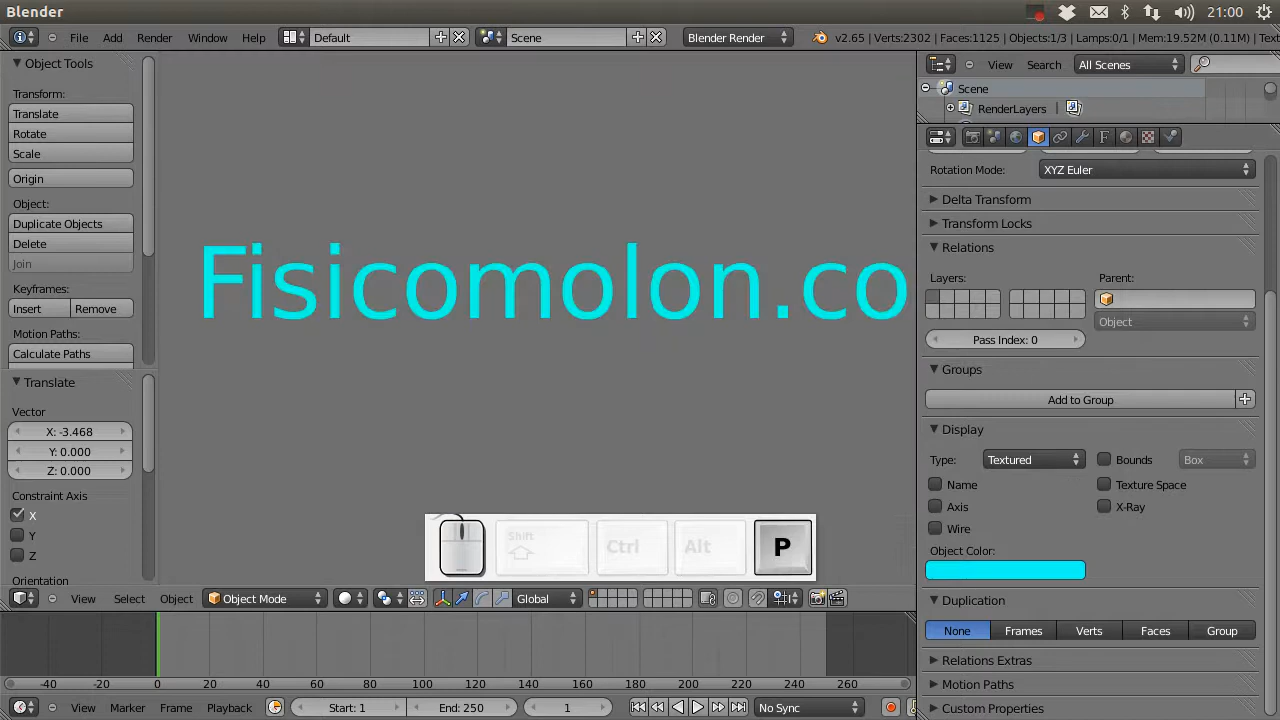 Blender
21:00
File Add Render Window Help Default Scene Blender Render v2.65 | Verts:2302 | Faces:1125 | Objects:1/3 | Lamps:0/1 | Mem:19.52M (0.11M) | Text
Object Tools
Transform:
Translate
Rotate
Scale
Origin
Object:
Duplicate Objects
Delete
Join
Keyframes:
Insert Remove
Motion Paths:
Calculate Paths
Translate
Vector
X: -3.468
Y: 0.000
Z: 0.000
Constraint Axis
X
Y
Z
Orientation
Fisicomolon.co
Shift Ctrl Alt P
View Select Object Object Mode Global
-40 -20 0 20 40 60 80 100 120 140 160 180 200 220 240 260
View Marker Frame Playback Start: 1 End: 250 1 No Sync
View Search All Scenes
Scene
RenderLayers |
Rotation Mode: XYZ Euler
Delta Transform
Transform Locks
Relations
Layers: Parent:
Object
Pass Index: 0
Groups
Add to Group
Display
Type: Textured Bounds Box
Name Texture Space
Axis X-Ray
Wire
Object Color:
Duplication
None Frames Verts Faces Group
Relations Extras
Motion Paths
Custom Properties